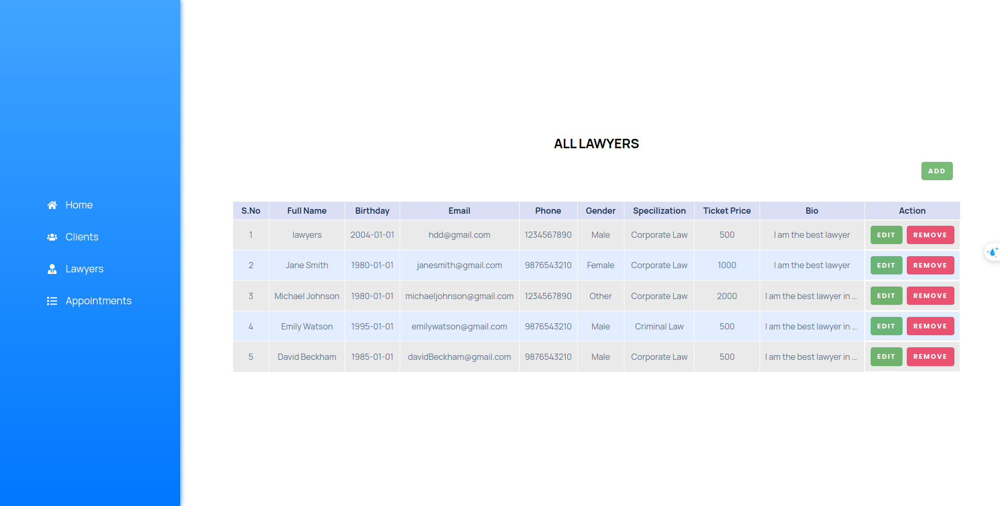 Home
Clients
Lawyers
Appointments
ALL LAWYERS
ADD
S.No Full Name Birthday Email Phone Gender Specilization Ticket Price Bio Action
1 lawyers 2004-01-01 hdd@gmail.com 1234567890 Male Corporate Law 500 I am the best lawyer EDIT REMOVE
2 Jane Smith 1980-01-01 janesmith@gmail.com 9876543210 Female Corporate Law 1000 I am the best lawyer EDIT REMOVE
3 Michael Johnson 1980-01-01 michaeljohnson@gmail.com 1234567890 Other Corporate Law 2000 I am the best lawyer in ... EDIT REMOVE
4 Emily Watson 1995-01-01 emilywatson@gmail.com 9876543210 Male Criminal Law 500 I am the best lawyer in ... EDIT REMOVE
5 David Beckham 1985-01-01 davidBeckham@gmail.com 9876543210 Male Corporate Law 500 I am the best lawyer in ... EDIT REMOVE